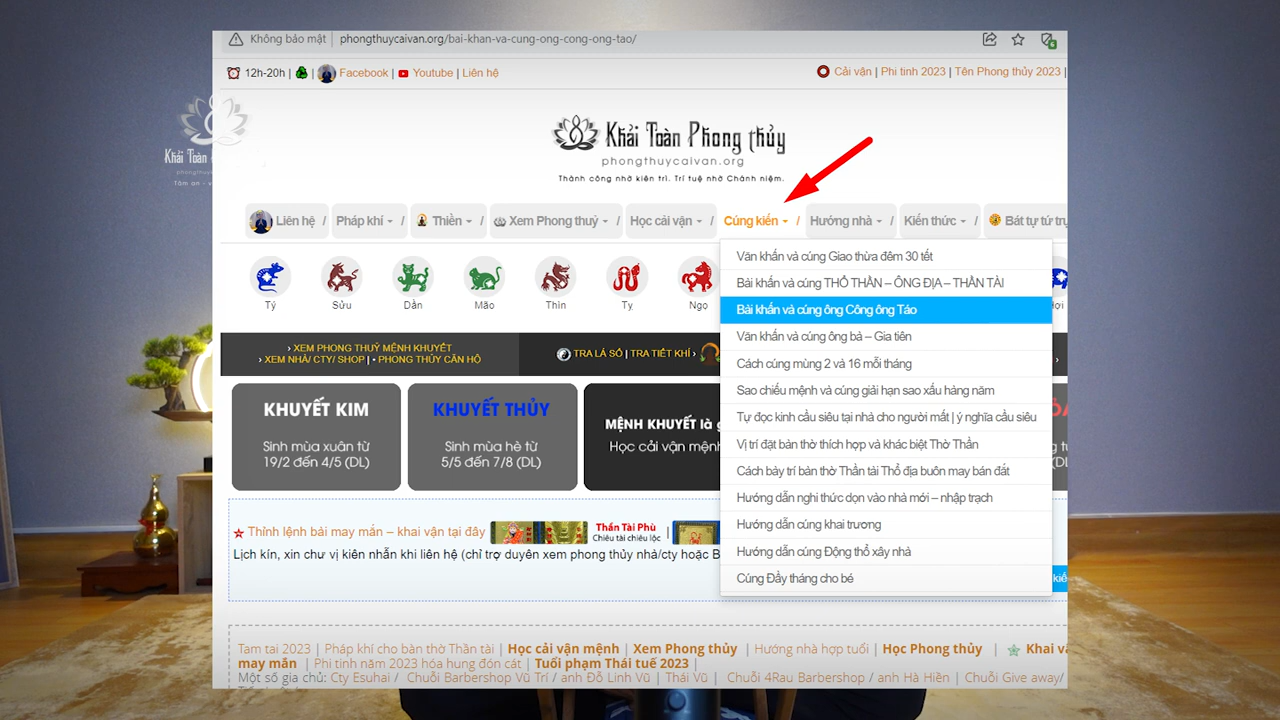 Không bảo mật | phongthuycaivan.org/bai-khan-va-cung-ong-cong-ong-tao/
12h-20h | | Facebook | Youtube | Liên hệ
Cải vận | Phi tinh 2023 | Tên Phong thủy 2023 |
Khải Toàn Phong thủy
phongthuycaivan.org
Thành công nhờ kiên trì. Trí tuệ nhờ Chánh niệm.
Khải Toàn
Tâm an - v
Liên hệ / Pháp khí / Thiền / Xem Phong thuỷ / Học cải vận / Cúng kiến / Hướng nhà / Kiến thức / Bát tự tứ trụ
Tý Sửu Dần Mão Thìn Tỵ Ngọ
Văn khấn và cúng Giao thừa đêm 30 tết
Bài khấn và cúng THỔ THẦN – ÔNG ĐỊA – THẦN TÀI
Bài khấn và cúng ông Công ông Táo
Văn khấn và cúng ông bà – Gia tiên
Cách cúng mùng 2 và 16 mỗi tháng
Sao chiếu mệnh và cúng giải hạn sao xấu hàng năm
Tự đọc kinh cầu siêu tại nhà cho người mất | ý nghĩa cầu siêu
Vị trí đặt bàn thờ thích hợp và khác biệt Thờ Thần
Cách bày trí bàn thờ Thần tài Thổ địa buôn may bán đắt
Hướng dẫn nghi thức dọn vào nhà mới – nhập trạch
Hướng dẫn cúng khai trương
Hướng dẫn cúng Động thổ xây nhà
Cúng Đầy tháng cho bé
› XEM PHONG THUỶ MỆNH KHUYẾT
› XEM NHÀ/ CTY/ SHOP | • PHONG THỦY CĂN HỘ
TRA LÁ SỐ | TRA TIẾT KHÍ ›
KHUYẾT KIM
Sinh mùa xuân từ
19/2 đến 4/5 (DL)
KHUYẾT THỦY
Sinh mùa hè từ
5/5 đến 7/8 (DL)
MỆNH KHUYẾT là g
Học cải vận mệnh
Thỉnh lệnh bài may mắn – khai vận tại đây
Thần Tài Phù
Chiêu tài chiêu lộc |
Lịch kín, xin chư vị kiên nhẫn khi liên hệ (chỉ trợ duyên xem phong thủy nhà/cty hoặc B
Tam tai 2023 | Pháp khí cho bàn thờ Thần tài | Học cải vận mệnh | Xem Phong thủy | Hướng nhà hợp tuổi | Học Phong thủy | Khai vậ
may mắn | Phi tinh năm 2023 hóa hung đón cát | Tuổi phạm Thái tuế 2023 |
Một số gia chủ: Cty Esuhai / Chuỗi Barbershop Vũ Trí / anh Đỗ Linh Vũ | Thái Vũ | Chuỗi 4Rau Barbershop / anh Hà Hiền | Chuỗi Give away/